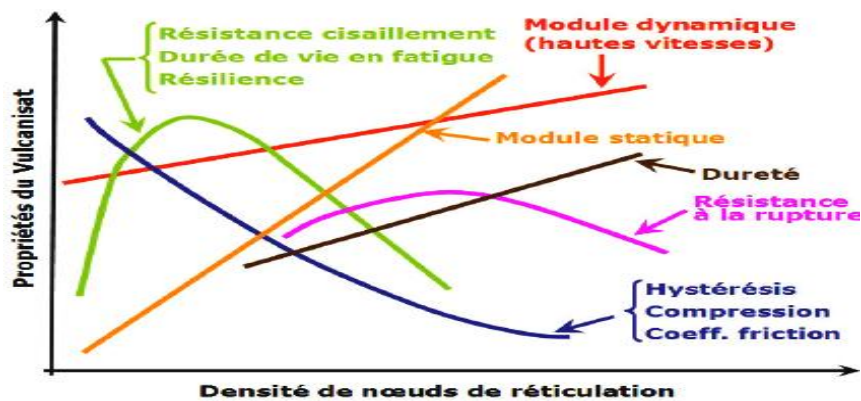 Résistance cisaillement
Durée de vie en fatigue
Résilience
Module dynamique
(hautes vitesses)
Module statique
Dureté
Résistance
à la rupture
Hystérésis
Compression
Coeff. friction
Propriétés du Vulcanisat
Densité de nœuds de réticulation